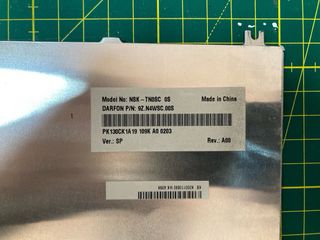 Model No: NSK-TN0SC 0S Made in China
DARFON P/N: 9Z.N4WSC.00S
PK130CK1A19 109K A0 0203
Ver.: SP Rev.: A00